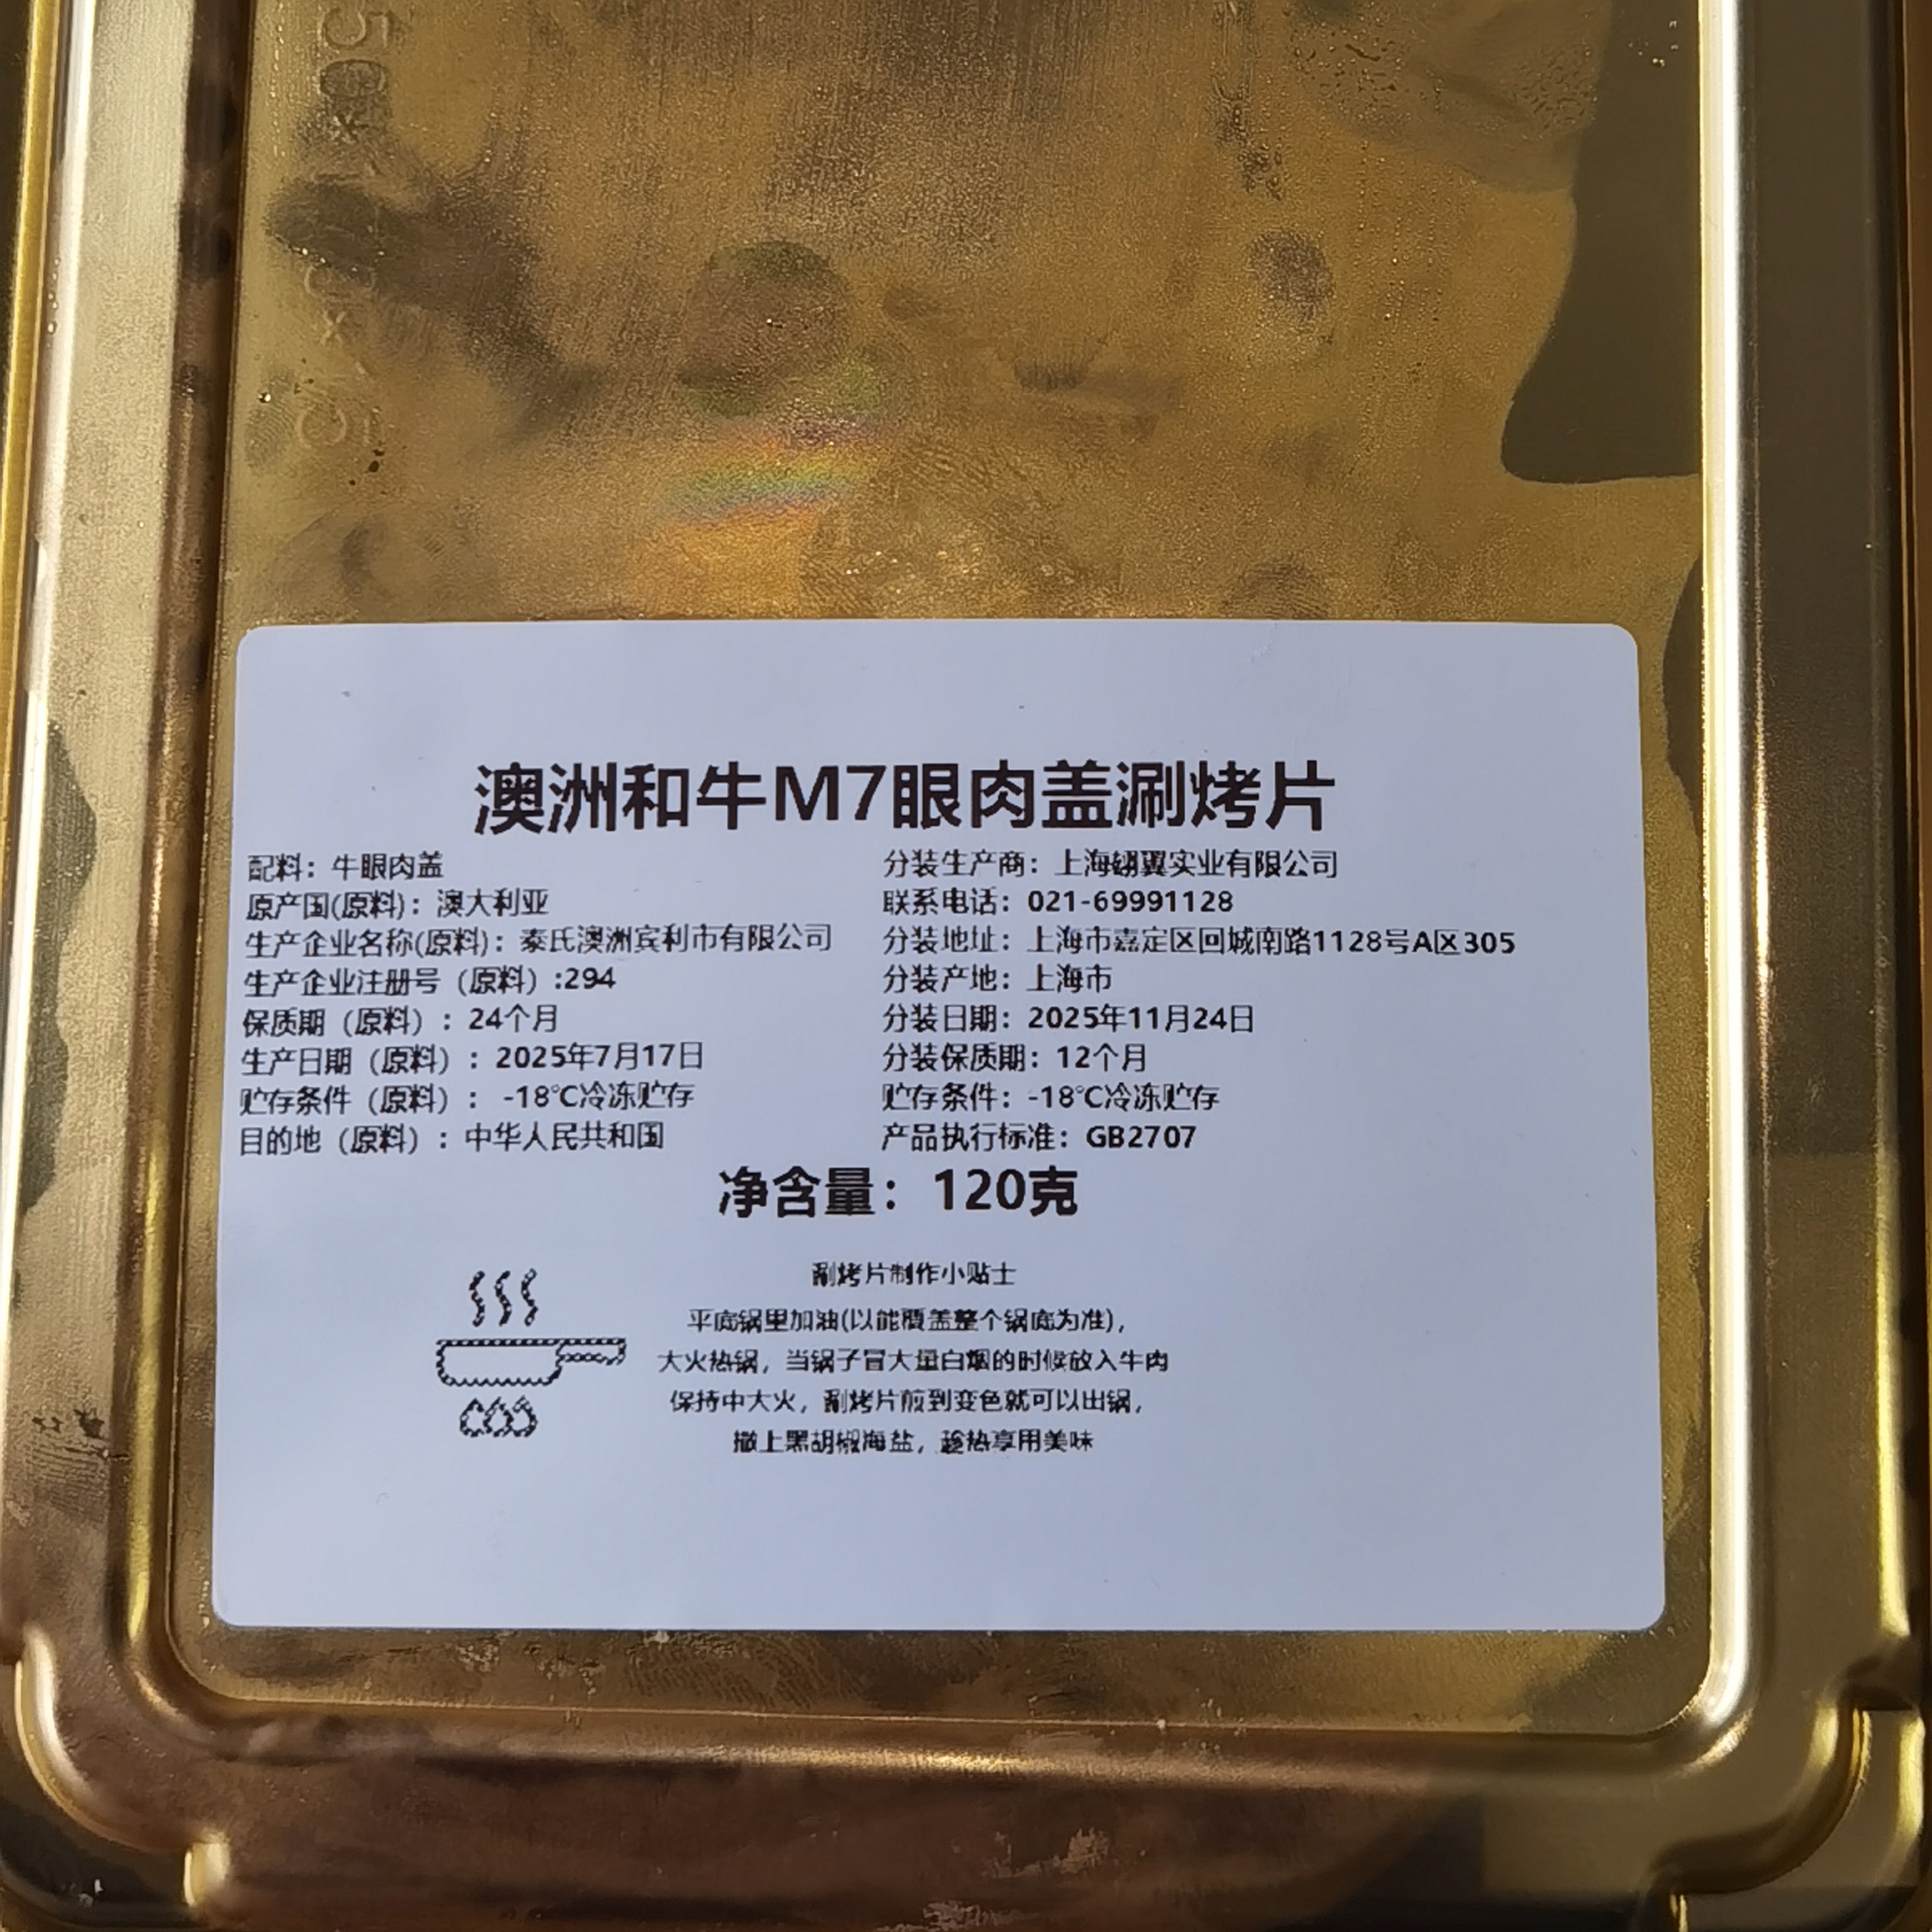 澳洲和牛M7眼肉盖涮烤片
配料：牛眼肉盖
原产国(原料)：澳大利亚
生产企业名称(原料)：泰氏澳洲宾利市有限公司
生产企业注册号（原料）:294
保质期（原料）：24个月
生产日期（原料）：2025年7月17日
贮存条件（原料）：-18℃冷冻贮存
目的地（原料）：中华人民共和国
分装生产商：上海翃翼实业有限公司
联系电话：021-69991128
分装地址：上海市嘉定区回城南路1128号A区305
分装产地：上海市
分装日期：2025年11月24日
分装保质期：12个月
贮存条件：-18℃冷冻贮存
产品执行标准：GB2707
净含量：120克
涮烤片制作小贴士
平底锅里加油(以能覆盖整个锅底为准)，
大火热锅，当锅子冒大量白烟的时候放入牛肉
保持中大火，涮烤片煎到变色就可以出锅，
撒上黑胡椒海盐，趁热享用美味